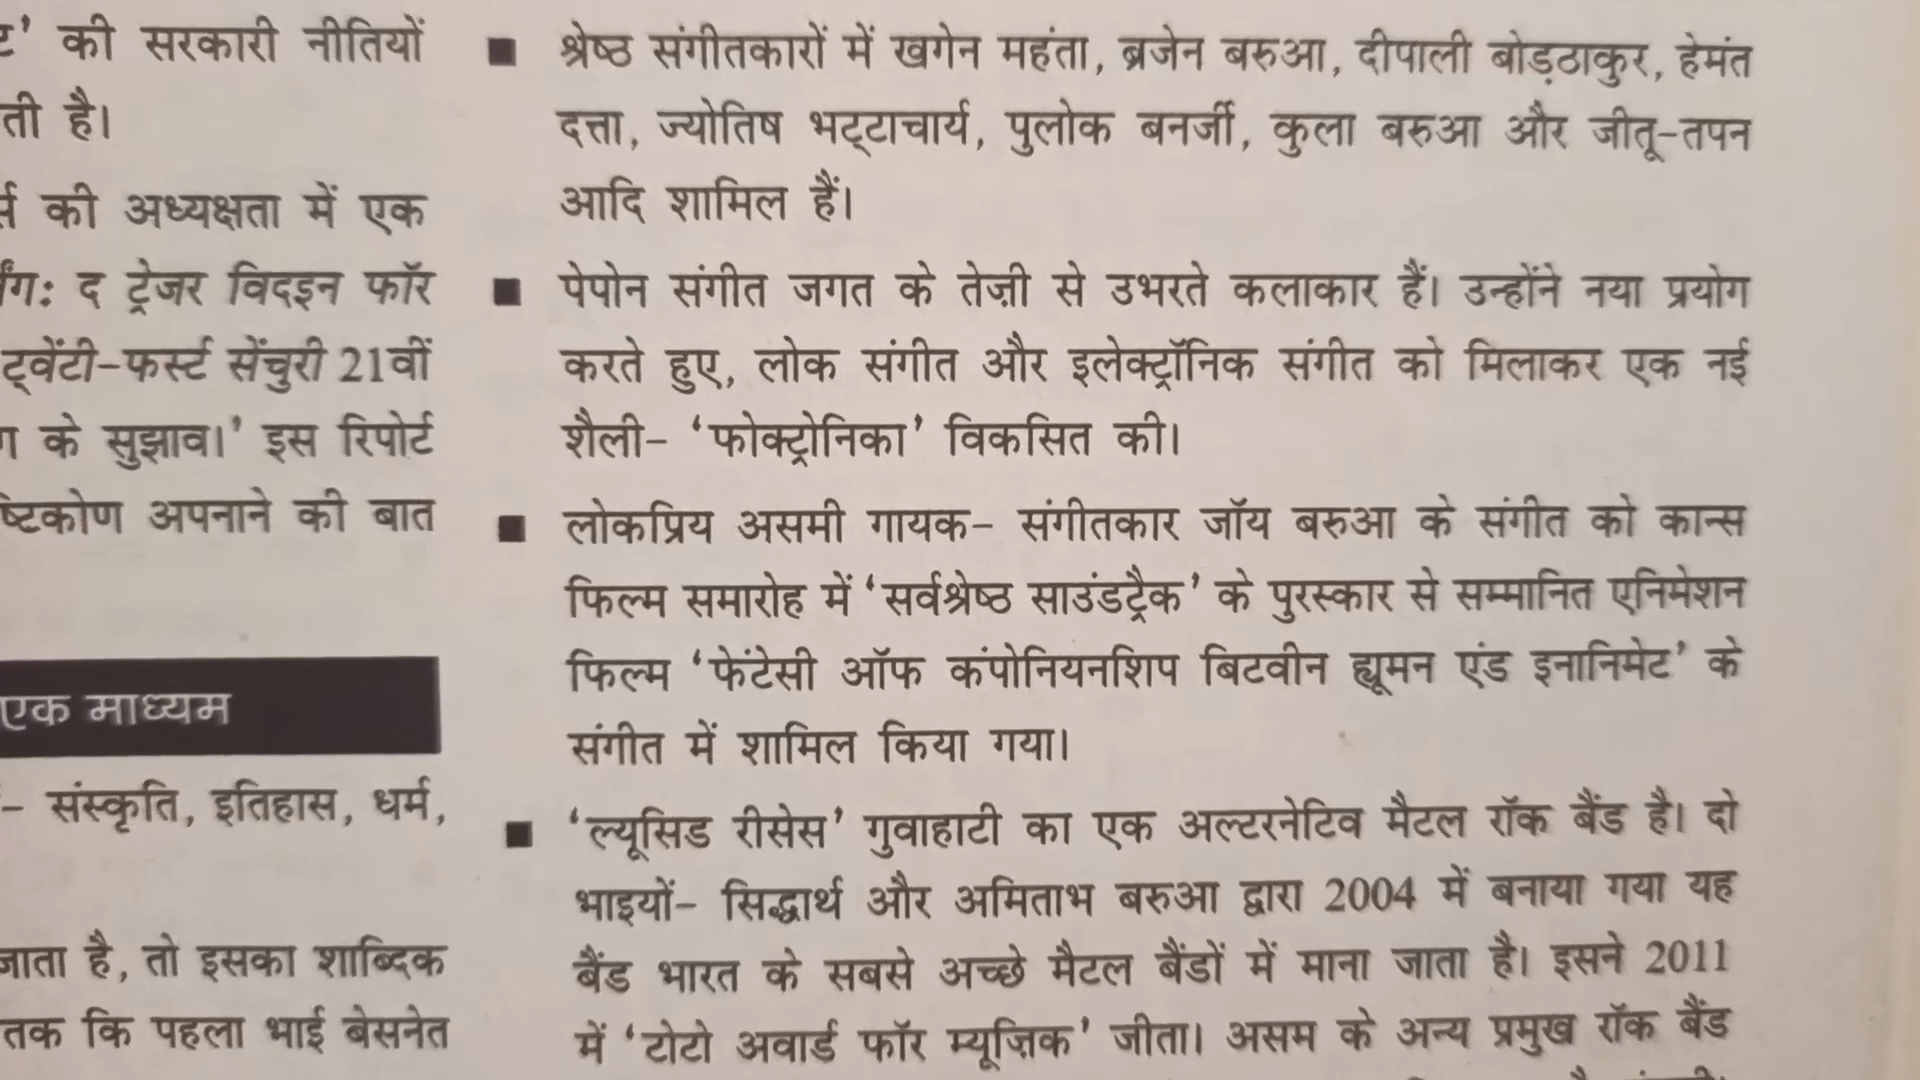 की सरकारी नीतियों
ती है।
की अध्यक्षता में एक
द ट्रेजर विदइन फॉर
ट्वेंटी-फर्स्ट सेंचुरी 21वीं
के सुझाव।' इस रिपोर्ट
अपनाने की बात
एक माध्यम
– संस्कृति, इतिहास, धर्म,
जाता है, तो इसका शाब्दिक
तक कि पहला भाई बेसनेत
■ श्रेष्ठ संगीतकारों में खगेन महंता, ब्रजेन बरुआ, दीपाली बोड़ठाकुर, हेमंत
दत्ता, ज्योतिष भट्टाचार्य, पुलोक बनर्जी, कुला बरुआ और जीतू-तपन
आदि शामिल हैं।
■ पेपोन संगीत जगत के तेज़ी से उभरते कलाकार हैं। उन्होंने नया प्रयोग
करते हुए, लोक संगीत और इलेक्ट्रॉनिक संगीत को मिलाकर एक नई
शैली– 'फोक्ट्रोनिका' विकसित की।
■ लोकप्रिय असमी गायक– संगीतकार जॉय बरुआ के संगीत को कान्स
फिल्म समारोह में 'सर्वश्रेष्ठ साउंडट्रैक' के पुरस्कार से सम्मानित एनिमेशन
फिल्म 'फेंटेसी ऑफ कंपोनियनशिप बिटवीन ह्यूमन एंड इनानिमेट' के
संगीत में शामिल किया गया।
■ 'ल्यूसिड रीसेस' गुवाहाटी का एक अल्टरनेटिव मैटल रॉक बैंड है। दो
भाइयों– सिद्धार्थ और अमिताभ बरुआ द्वारा 2004 में बनाया गया यह
बैंड भारत के सबसे अच्छे मैटल बैंडों में माना जाता है। इसने 2011
में 'टोटो अवार्ड फॉर म्यूज़िक' जीता। असम के अन्य प्रमुख रॉक बैंड